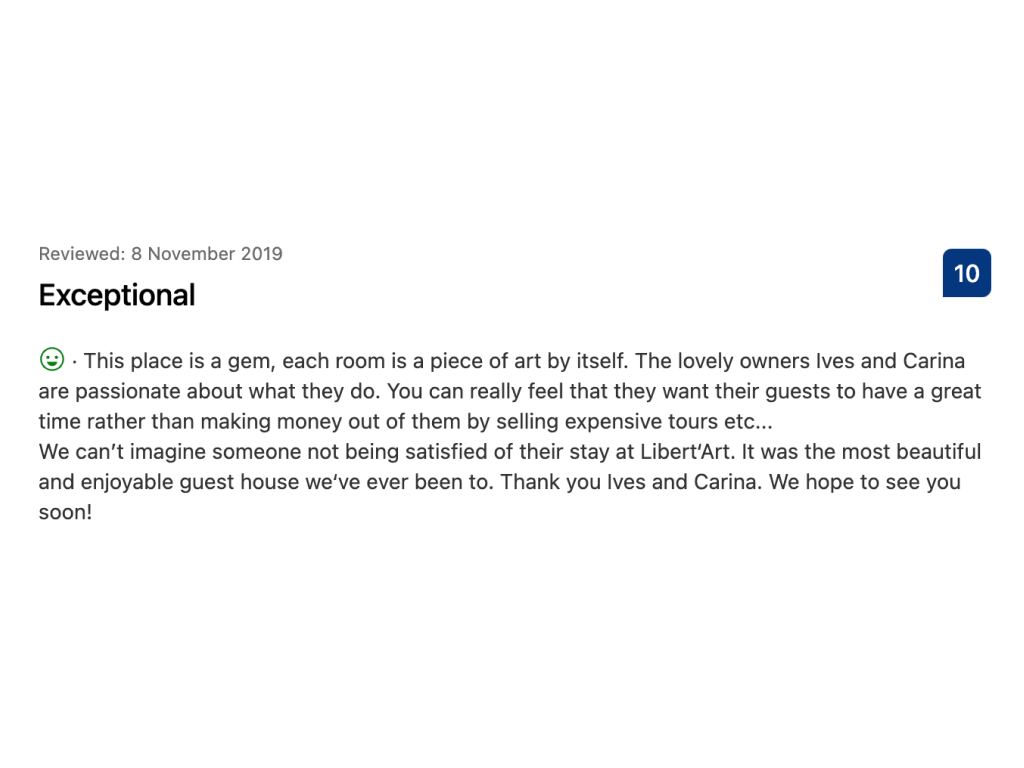 Reviewed: 8 November 2019
10
Exceptional
· This place is a gem, each room is a piece of art by itself. The lovely owners Ives and Carina
are passionate about what they do. You can really feel that they want their guests to have a great
time rather than making money out of them by selling expensive tours etc...
We can’t imagine someone not being satisfied of their stay at Libert‘Art. It was the most beautiful
and enjoyable guest house we‘ve ever been to. Thank you Ives and Carina. We hope to see you
soon!